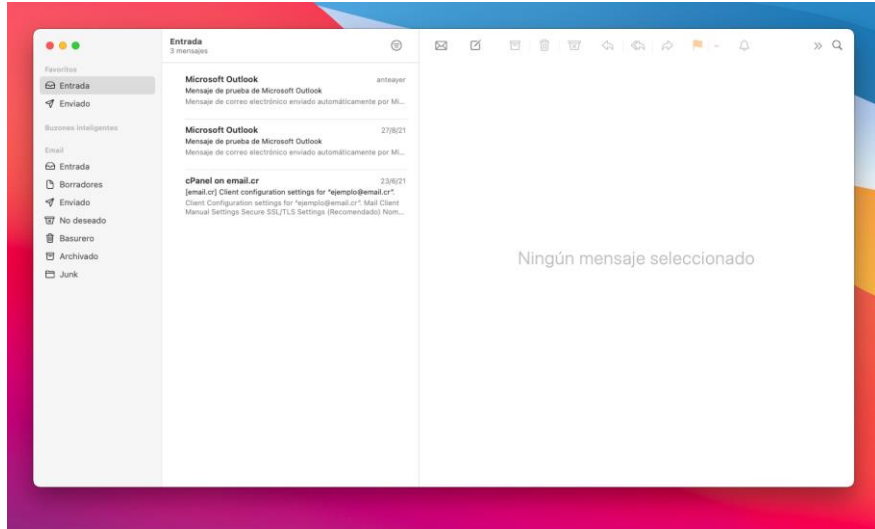 Entrada
3 mensajes
Favoritos
Entrada
Enviado
Buzones inteligentes
Email
Entrada
Borradores
Enviado
No deseado
Basurero
Archivado
Junk
Microsoft Outlook anteayer
Mensaje de prueba de Microsoft Outlook
Mensaje de correo electrónico enviado automáticamente por Mi...
Microsoft Outlook 27/8/21
Mensaje de prueba de Microsoft Outlook
Mensaje de correo electrónico enviado automáticamente por Mi...
cPanel on email.cr 23/6/21
[email.cr] Client configuration settings for "ejemplo@email.cr".
Client Configuration settings for "ejemplo@email.cr". Mail Client
Manual Settings Secure SSL/TLS Settings (Recomendado) Nom...
Ningún mensaje seleccionado